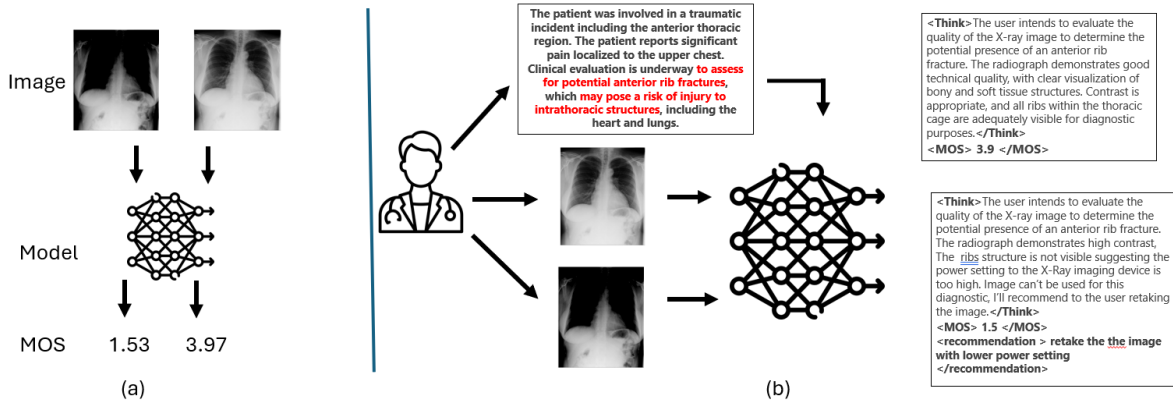 Image
Model
MOS
1.53
3.97
(a)
The patient was involved in a traumatic
incident including the anterior thoracic
region. The patient reports significant
pain localized to the upper chest.
Clinical evaluation is underway to assess
for potential anterior rib fractures,
which may pose a risk of injury to
intrathoracic structures, including the
heart and lungs.
<Think>The user intends to evaluate the
quality of the X-ray image to determine the
potential presence of an anterior rib
fracture. The radiograph demonstrates good
technical quality, with clear visualization of
bony and soft tissue structures. Contrast is
appropriate, and all ribs within the thoracic
cage are adequately visible for diagnostic
purposes.</Think>
<MOS> 3.9 </MOS>
<Think>The user intends to evaluate the
quality of the X-ray image to determine the
potential presence of an anterior rib fracture.
The radiograph demonstrates high contrast,
The ribs structure is not visible suggesting the
power setting to the X-Ray imaging device is
too high. Image can't be used for this
diagnostic, I'll recommend to the user retaking
the image.</Think>
<MOS> 1.5 </MOS>
<recommendation > retake the the image
with lower power setting
</recommendation>
(b)